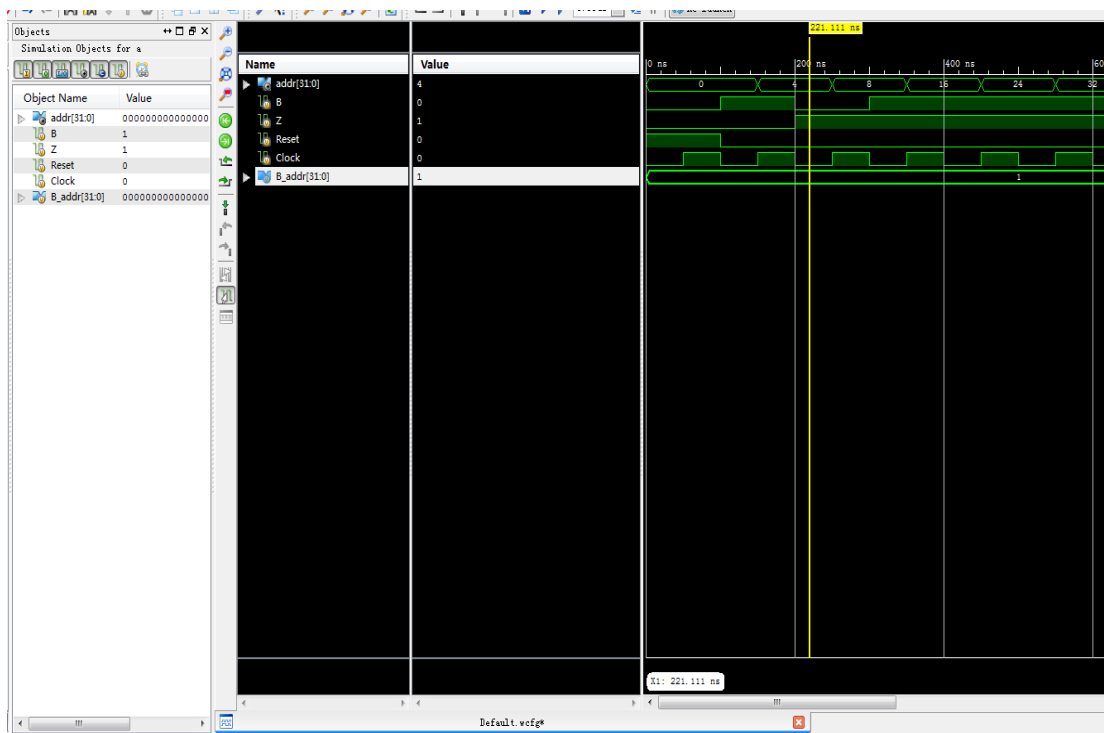 Objects
Simulation Objects for a
Object Name Value
addr[31:0] 000000000000000
B 1
Z 1
Reset 0
Clock 0
B_addr[31:0] 000000000000000
Name Value
addr[31:0] 4
B 0
Z 1
Reset 0
Clock 0
B_addr[31:0] 1
221.111 ns
0 ns 200 ns 400 ns 60
0 4 8 16 24 32
1
X1: 221.111 ns
Default.wcfg*